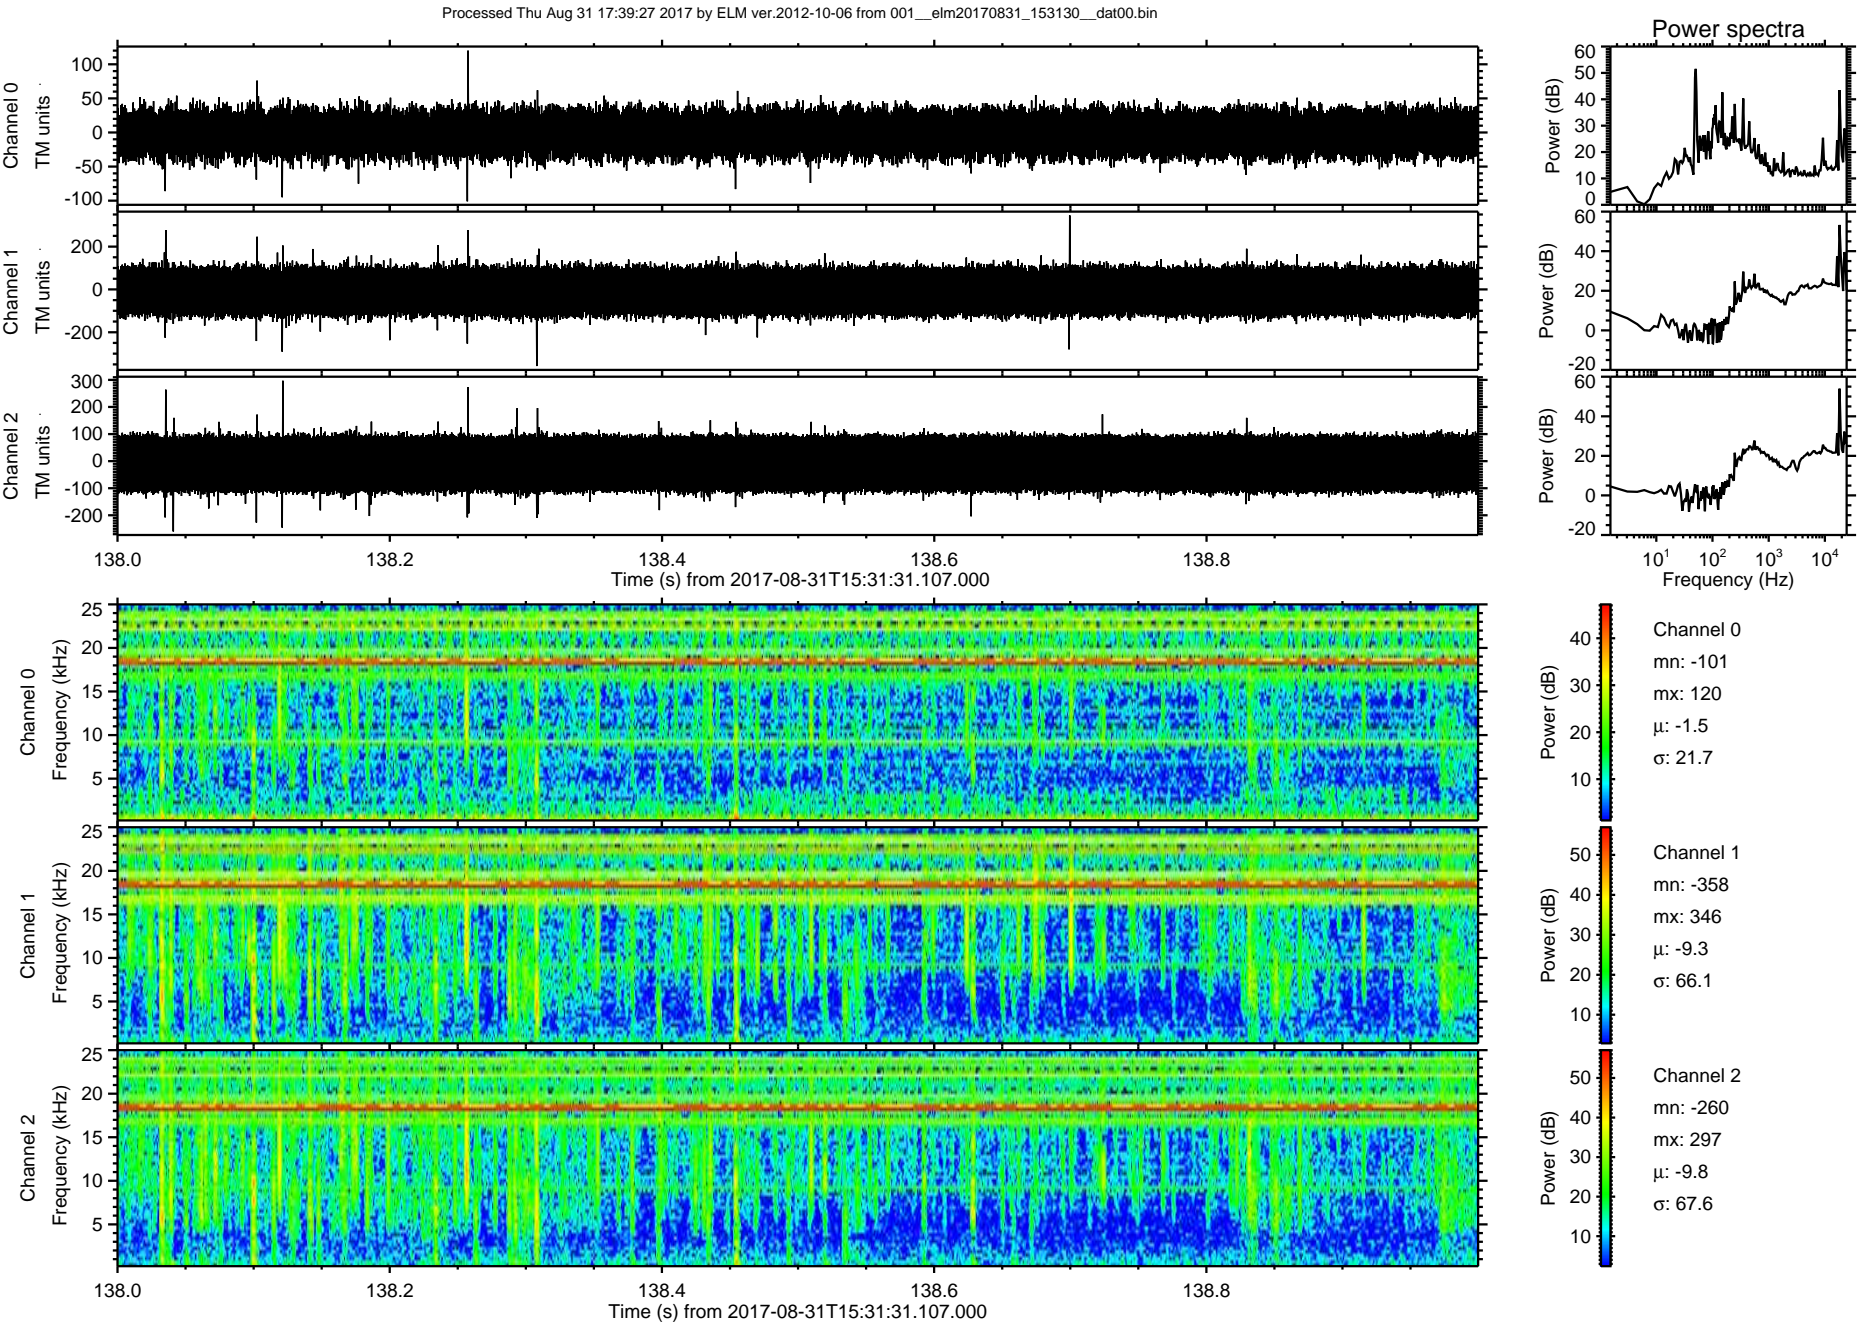 Processed Thu Aug 31 17:39:27 2017 by ELM ver.2012-10-06 from 001__elm20170831_153130__dat00.bin
Power spectra
Channel 0
TM units
100
50
0
-50
-100
Power (dB)
60
50
40
30
20
10
0
Channel 1
TM units
200
0
-200
Power (dB)
60
40
20
0
-20
Channel 2
TM units
300
200
100
0
-100
-200
Power (dB)
60
40
20
0
-20
138.0 138.2 138.4 138.6 138.8
Time (s) from 2017-08-31T15:31:31.107.000
10^1 10^2 10^3 10^4
Frequency (Hz)
Channel 0
Frequency (kHz)
25
20
15
10
5
Power (dB)
40
30
20
10
Channel 0
mn: -101
mx: 120
μ: -1.5
σ: 21.7
Channel 1
Frequency (kHz)
25
20
15
10
5
Power (dB)
50
40
30
20
10
Channel 1
mn: -358
mx: 346
μ: -9.3
σ: 66.1
Channel 2
Frequency (kHz)
25
20
15
10
5
Power (dB)
50
40
30
20
10
Channel 2
mn: -260
mx: 297
μ: -9.8
σ: 67.6
138.0 138.2 138.4 138.6 138.8
Time (s) from 2017-08-31T15:31:31.107.000